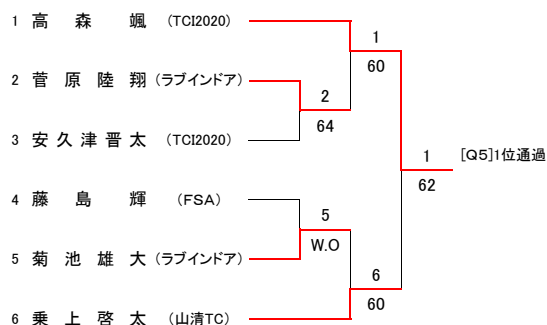 1 高森 颯 (TCI2020)
1
60
2 菅原陸翔 (ラブインドア)
2
64
3 安久津晋太 (TCI2020)
1
62
[Q5]1位通過
4 藤島 輝 (FSA)
5
W.O
5 菊池雄大 (ラブインドア)
6
60
6 乗上啓太 (山清TC)